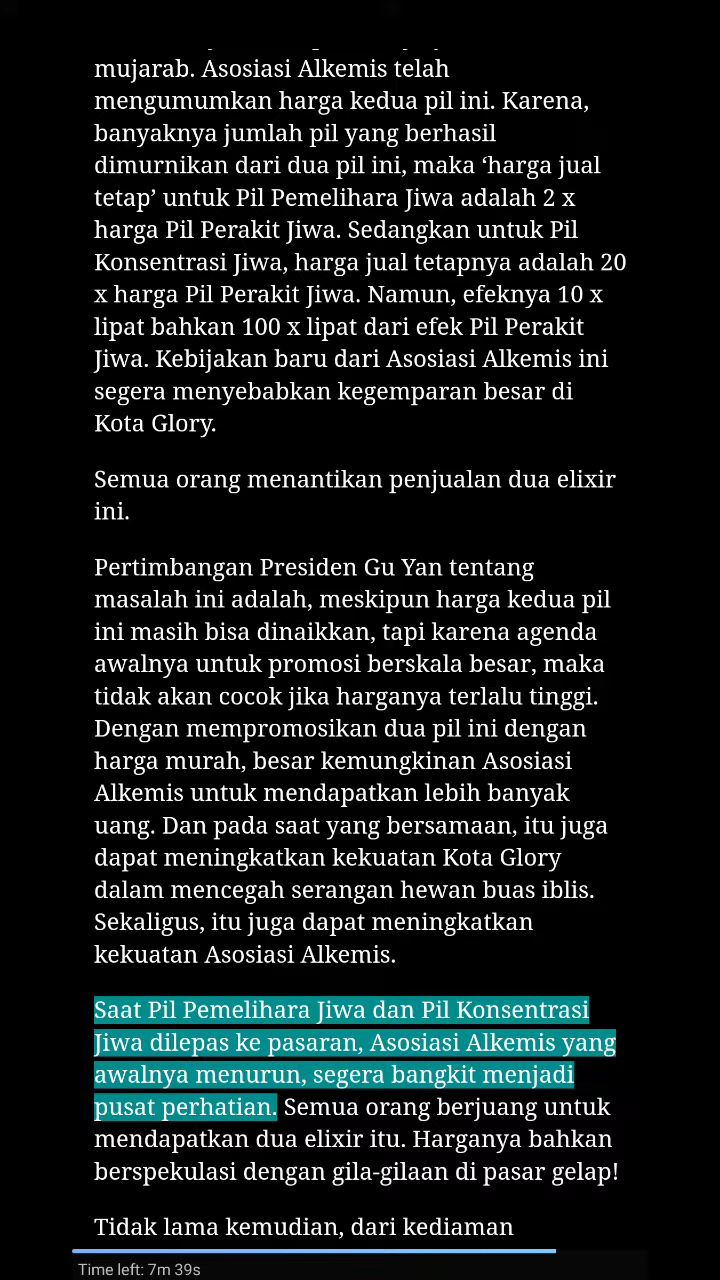 mujarab. Asosiasi Alkemis telah
mengumumkan harga kedua pil ini. Karena,
banyaknya jumlah pil yang berhasil
dimurnikan dari dua pil ini, maka ‘harga jual
tetap’ untuk Pil Pemelihara Jiwa adalah 2 x
harga Pil Perakit Jiwa. Sedangkan untuk Pil
Konsentrasi Jiwa, harga jual tetapnya adalah 20
x harga Pil Perakit Jiwa. Namun, efeknya 10 x
lipat bahkan 100 x lipat dari efek Pil Perakit
Jiwa. Kebijakan baru dari Asosiasi Alkemis ini
segera menyebabkan kegemparan besar di
Kota Glory.
Semua orang menantikan penjualan dua elixir
ini.
Pertimbangan Presiden Gu Yan tentang
masalah ini adalah, meskipun harga kedua pil
ini masih bisa dinaikkan, tapi karena agenda
awalnya untuk promosi berskala besar, maka
tidak akan cocok jika harganya terlalu tinggi.
Dengan mempromosikan dua pil ini dengan
harga murah, besar kemungkinan Asosiasi
Alkemis untuk mendapatkan lebih banyak
uang. Dan pada saat yang bersamaan, itu juga
dapat meningkatkan kekuatan Kota Glory
dalam mencegah serangan hewan buas iblis.
Sekaligus, itu juga dapat meningkatkan
kekuatan Asosiasi Alkemis.
Saat Pil Pemelihara Jiwa dan Pil Konsentrasi
Jiwa dilepas ke pasaran, Asosiasi Alkemis yang
awalnya menurun, segera bangkit menjadi
pusat perhatian. Semua orang berjuang untuk
mendapatkan dua elixir itu. Harganya bahkan
berspekulasi dengan gila-gilaan di pasar gelap!
Tidak lama kemudian, dari kediaman
Time left: 7m 39s